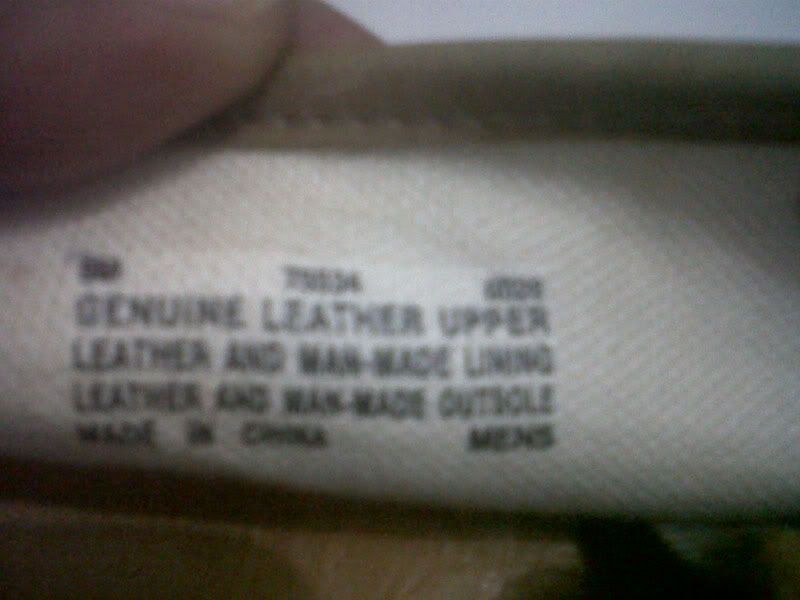 GENUINE LEATHER UPPER
LEATHER AND MAN-MADE LINING
LEATHER AND MAN-MADE OUTSOLE
MADE IN CHINA MENS